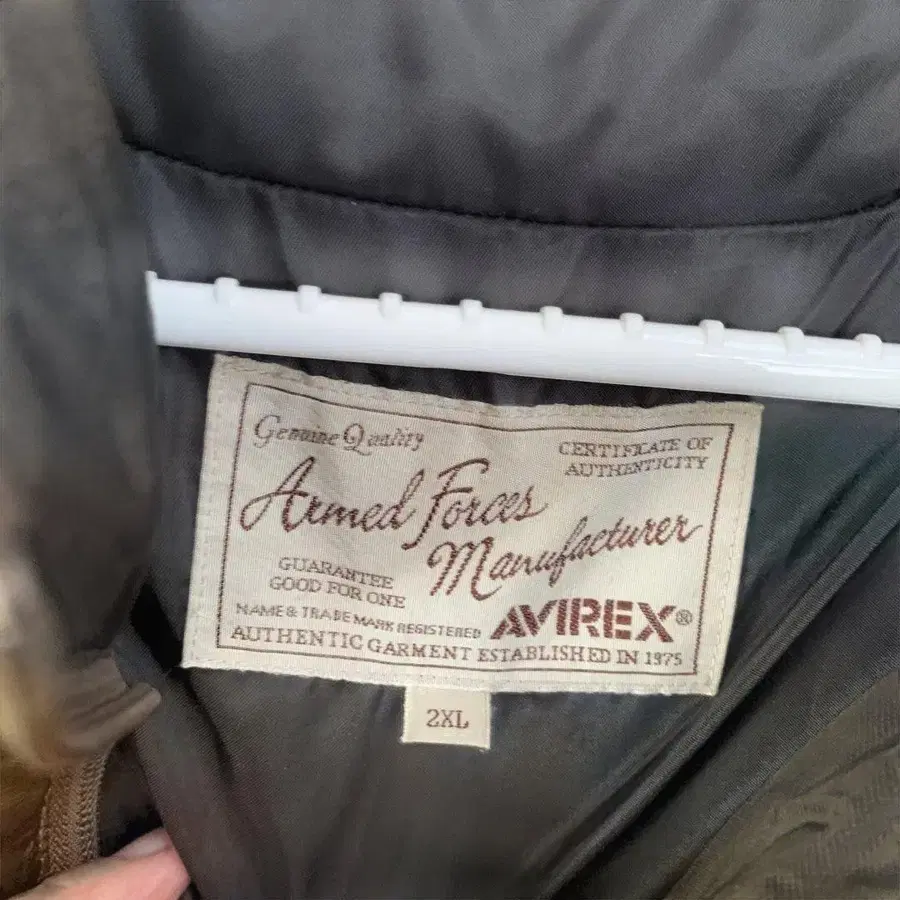 Genuine Quality
CERTIFICATE OF
AUTHENTICITY
Armed Forces
Manufacturer
GUARANTEE
GOOD FOR ONE
NAME & TRADE MARK REGISTERED
AVIREX®
AUTHENTIC GARMENT ESTABLISHED IN 1975
2XL